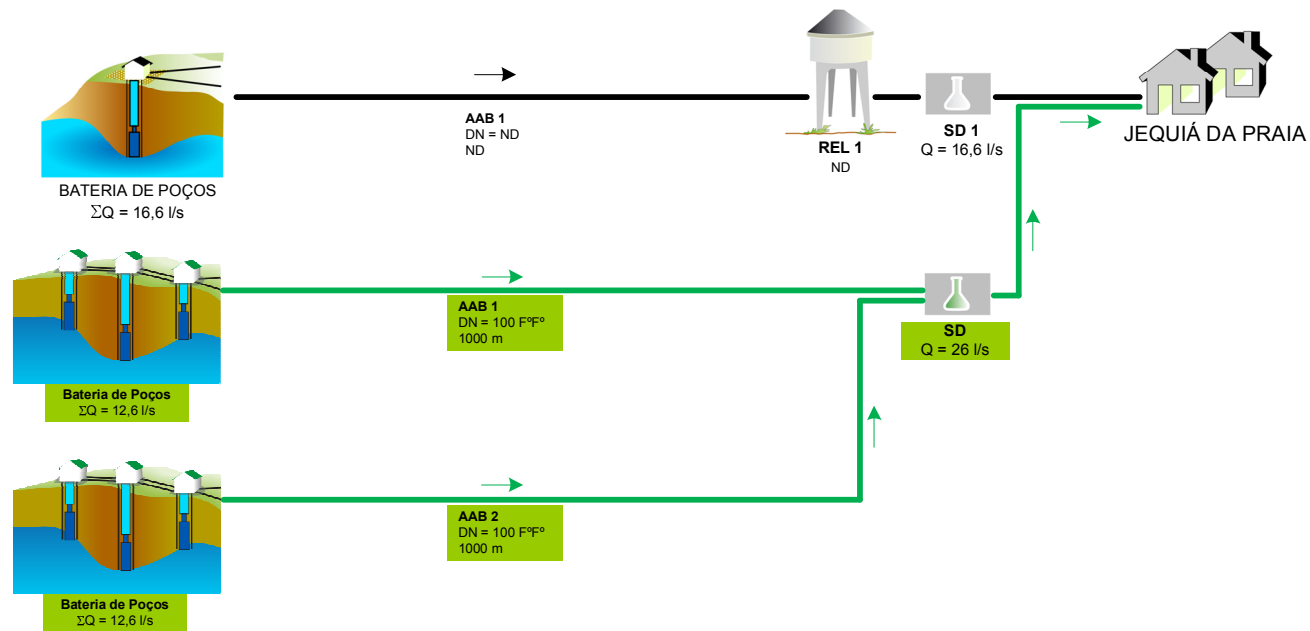 AAB 1
DN = ND
ND
REL 1
ND
SD 1
Q = 16,6 l/s
JEQUIÁ DA PRAIA
BATERIA DE POÇOS
ΣQ = 16,6 l/s
AAB 1
DN = 100 FºFº
1000 m
SD
Q = 26 l/s
Bateria de Poços
ΣQ = 12,6 l/s
AAB 2
DN = 100 FºFº
1000 m
Bateria de Poços
ΣQ = 12,6 l/s